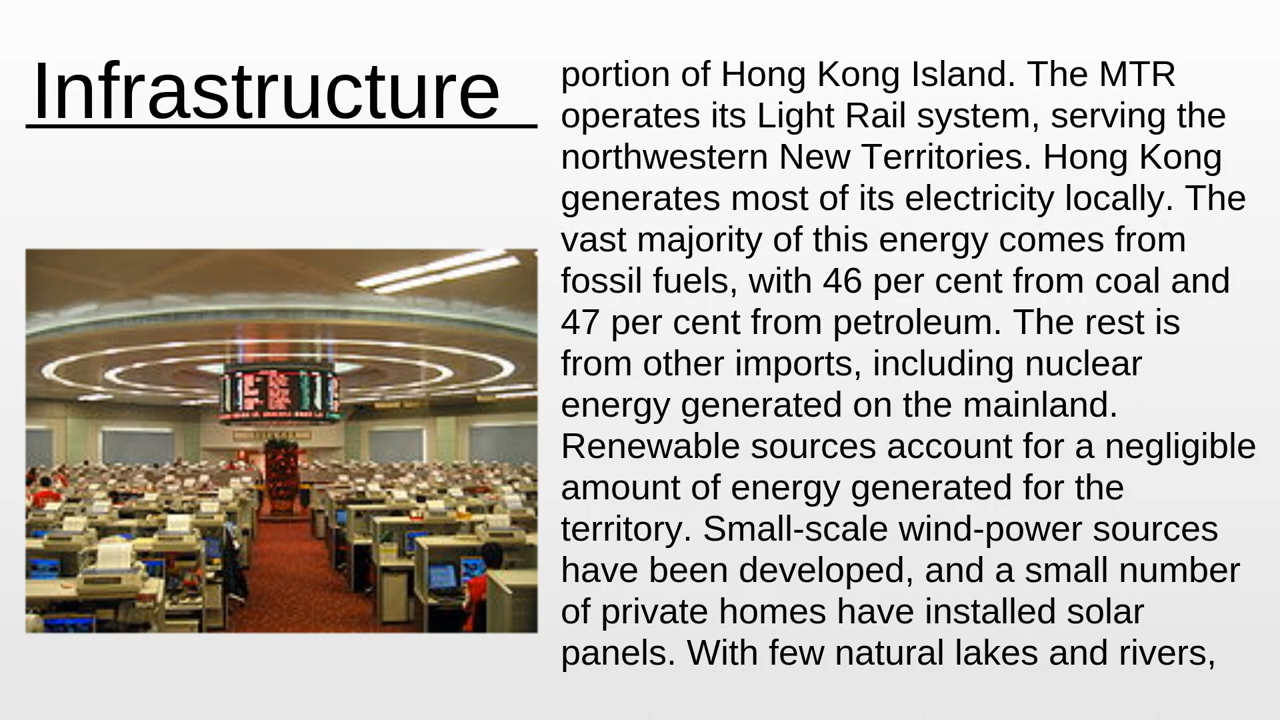 Infrastructure
portion of Hong Kong Island. The MTR
operates its Light Rail system, serving the
northwestern New Territories. Hong Kong
generates most of its electricity locally. The
vast majority of this energy comes from
fossil fuels, with 46 per cent from coal and
47 per cent from petroleum. The rest is
from other imports, including nuclear
energy generated on the mainland.
Renewable sources account for a negligible
amount of energy generated for the
territory. Small-scale wind-power sources
have been developed, and a small number
of private homes have installed solar
panels. With few natural lakes and rivers,